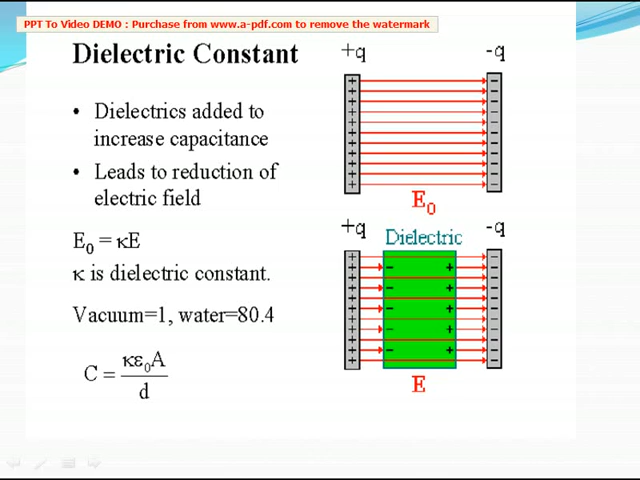 PPT To Video DEMO : Purchase from www.a-pdf.com to remove the watermark
Dielectric Constant
• Dielectrics added to
increase capacitance
• Leads to reduction of
electric field
E₀ = κE
κ is dielectric constant.
Vacuum=1, water=80.4
C = κε₀A / d
+q -q
E₀
+q -q
Dielectric
E